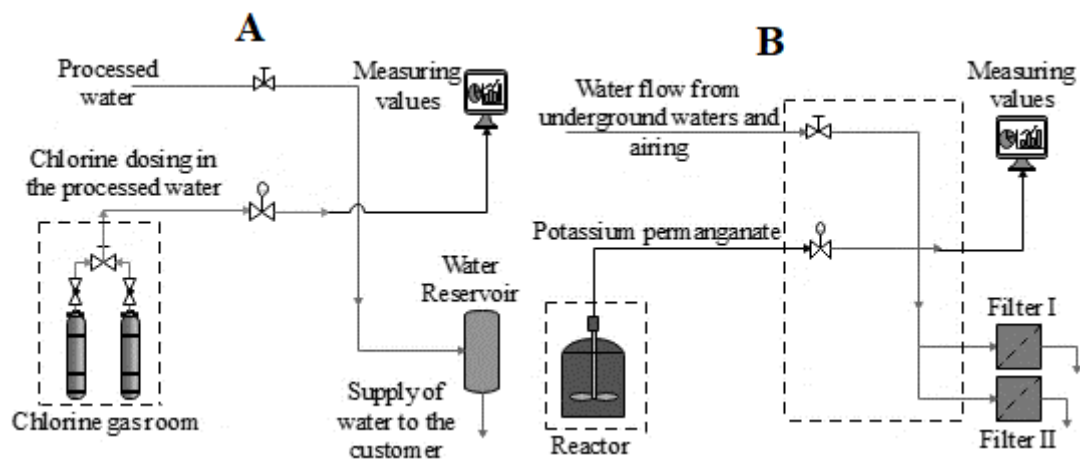 A
Processed
water
Measuring
values
Chlorine dosing in
the processed water
Water
Reservoir
Supply of
water to the
customer
Chlorine gas room
B
Water flow from
underground waters and
airing
Measuring
values
Potassium permanganate
Filter I
Reactor
Filter II